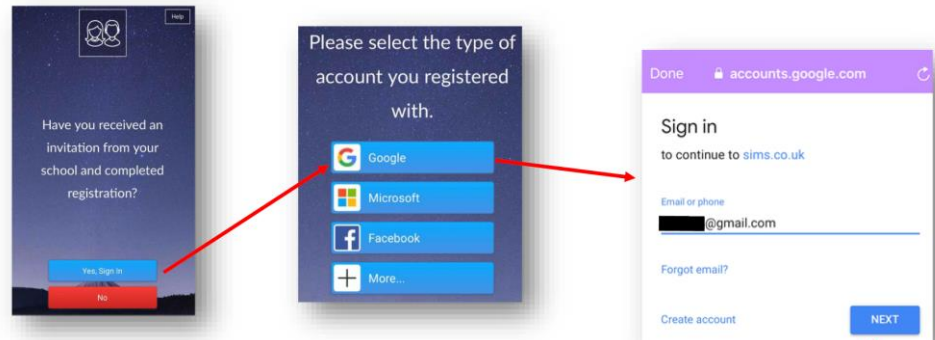 Help
Have you received an
invitation from your
school and completed
registration?
Yes, Sign In
No
Please select the type of
account you registered
with.
Google
Microsoft
Facebook
More...
Done
accounts.google.com
Sign in
to continue to sims.co.uk
Email or phone
@gmail.com
Forgot email?
Create account
NEXT